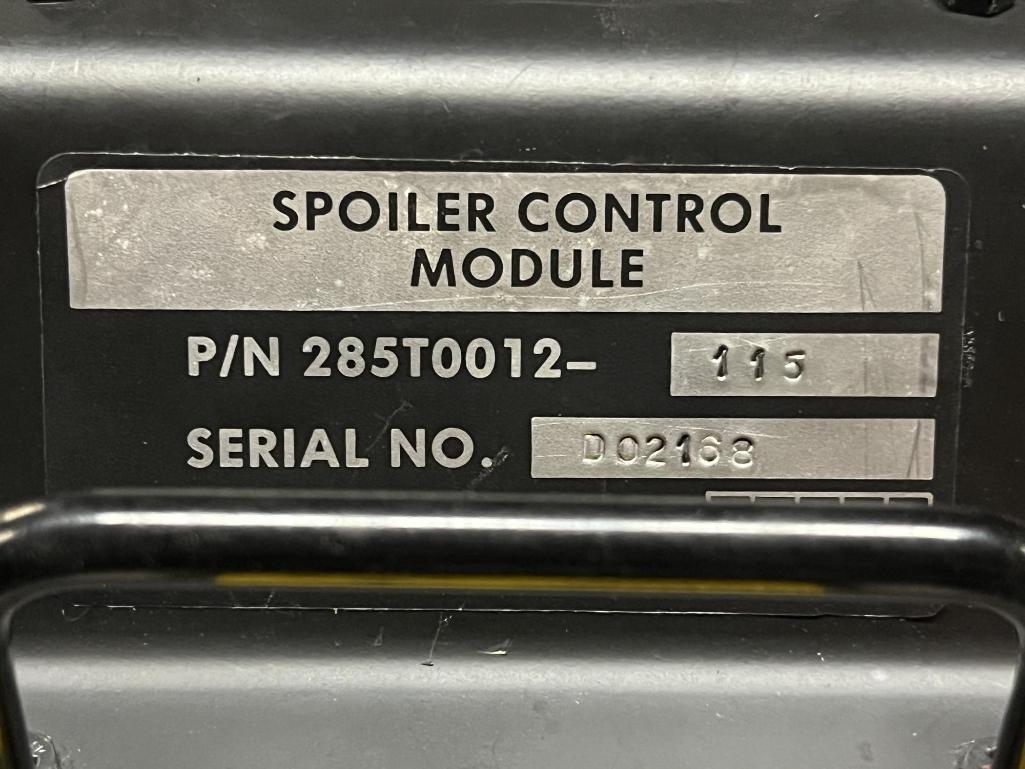 SPOILER CONTROL
MODULE
P/N 285T0012- 115
SERIAL NO. D02168